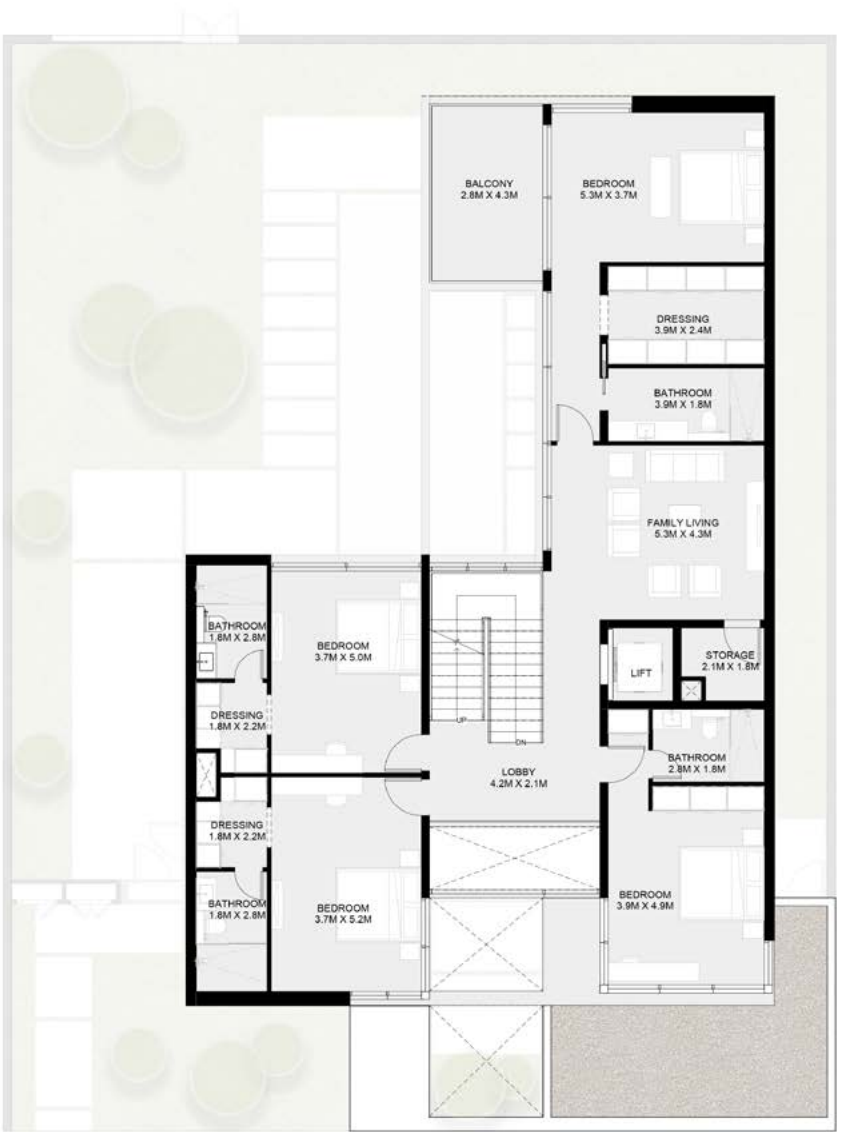 BALCONY
2.8M X 4.3M
BEDROOM
5.3M X 3.7M
DRESSING
3.9M X 2.4M
BATHROOM
3.9M X 1.8M
FAMILY LIVING
5.3M X 4.3M
BATHROOM
1.8M X 2.8M
BEDROOM
3.7M X 5.0M
STORAGE
2.1M X 1.8M
LIFT
DRESSING
1.8M X 2.2M
UP
DN
BATHROOM
2.8M X 1.8M
LOBBY
4.2M X 2.1M
DRESSING
1.8M X 2.2M
BEDROOM
3.9M X 4.9M
BATHROOM
1.8M X 2.8M
BEDROOM
3.7M X 5.2M